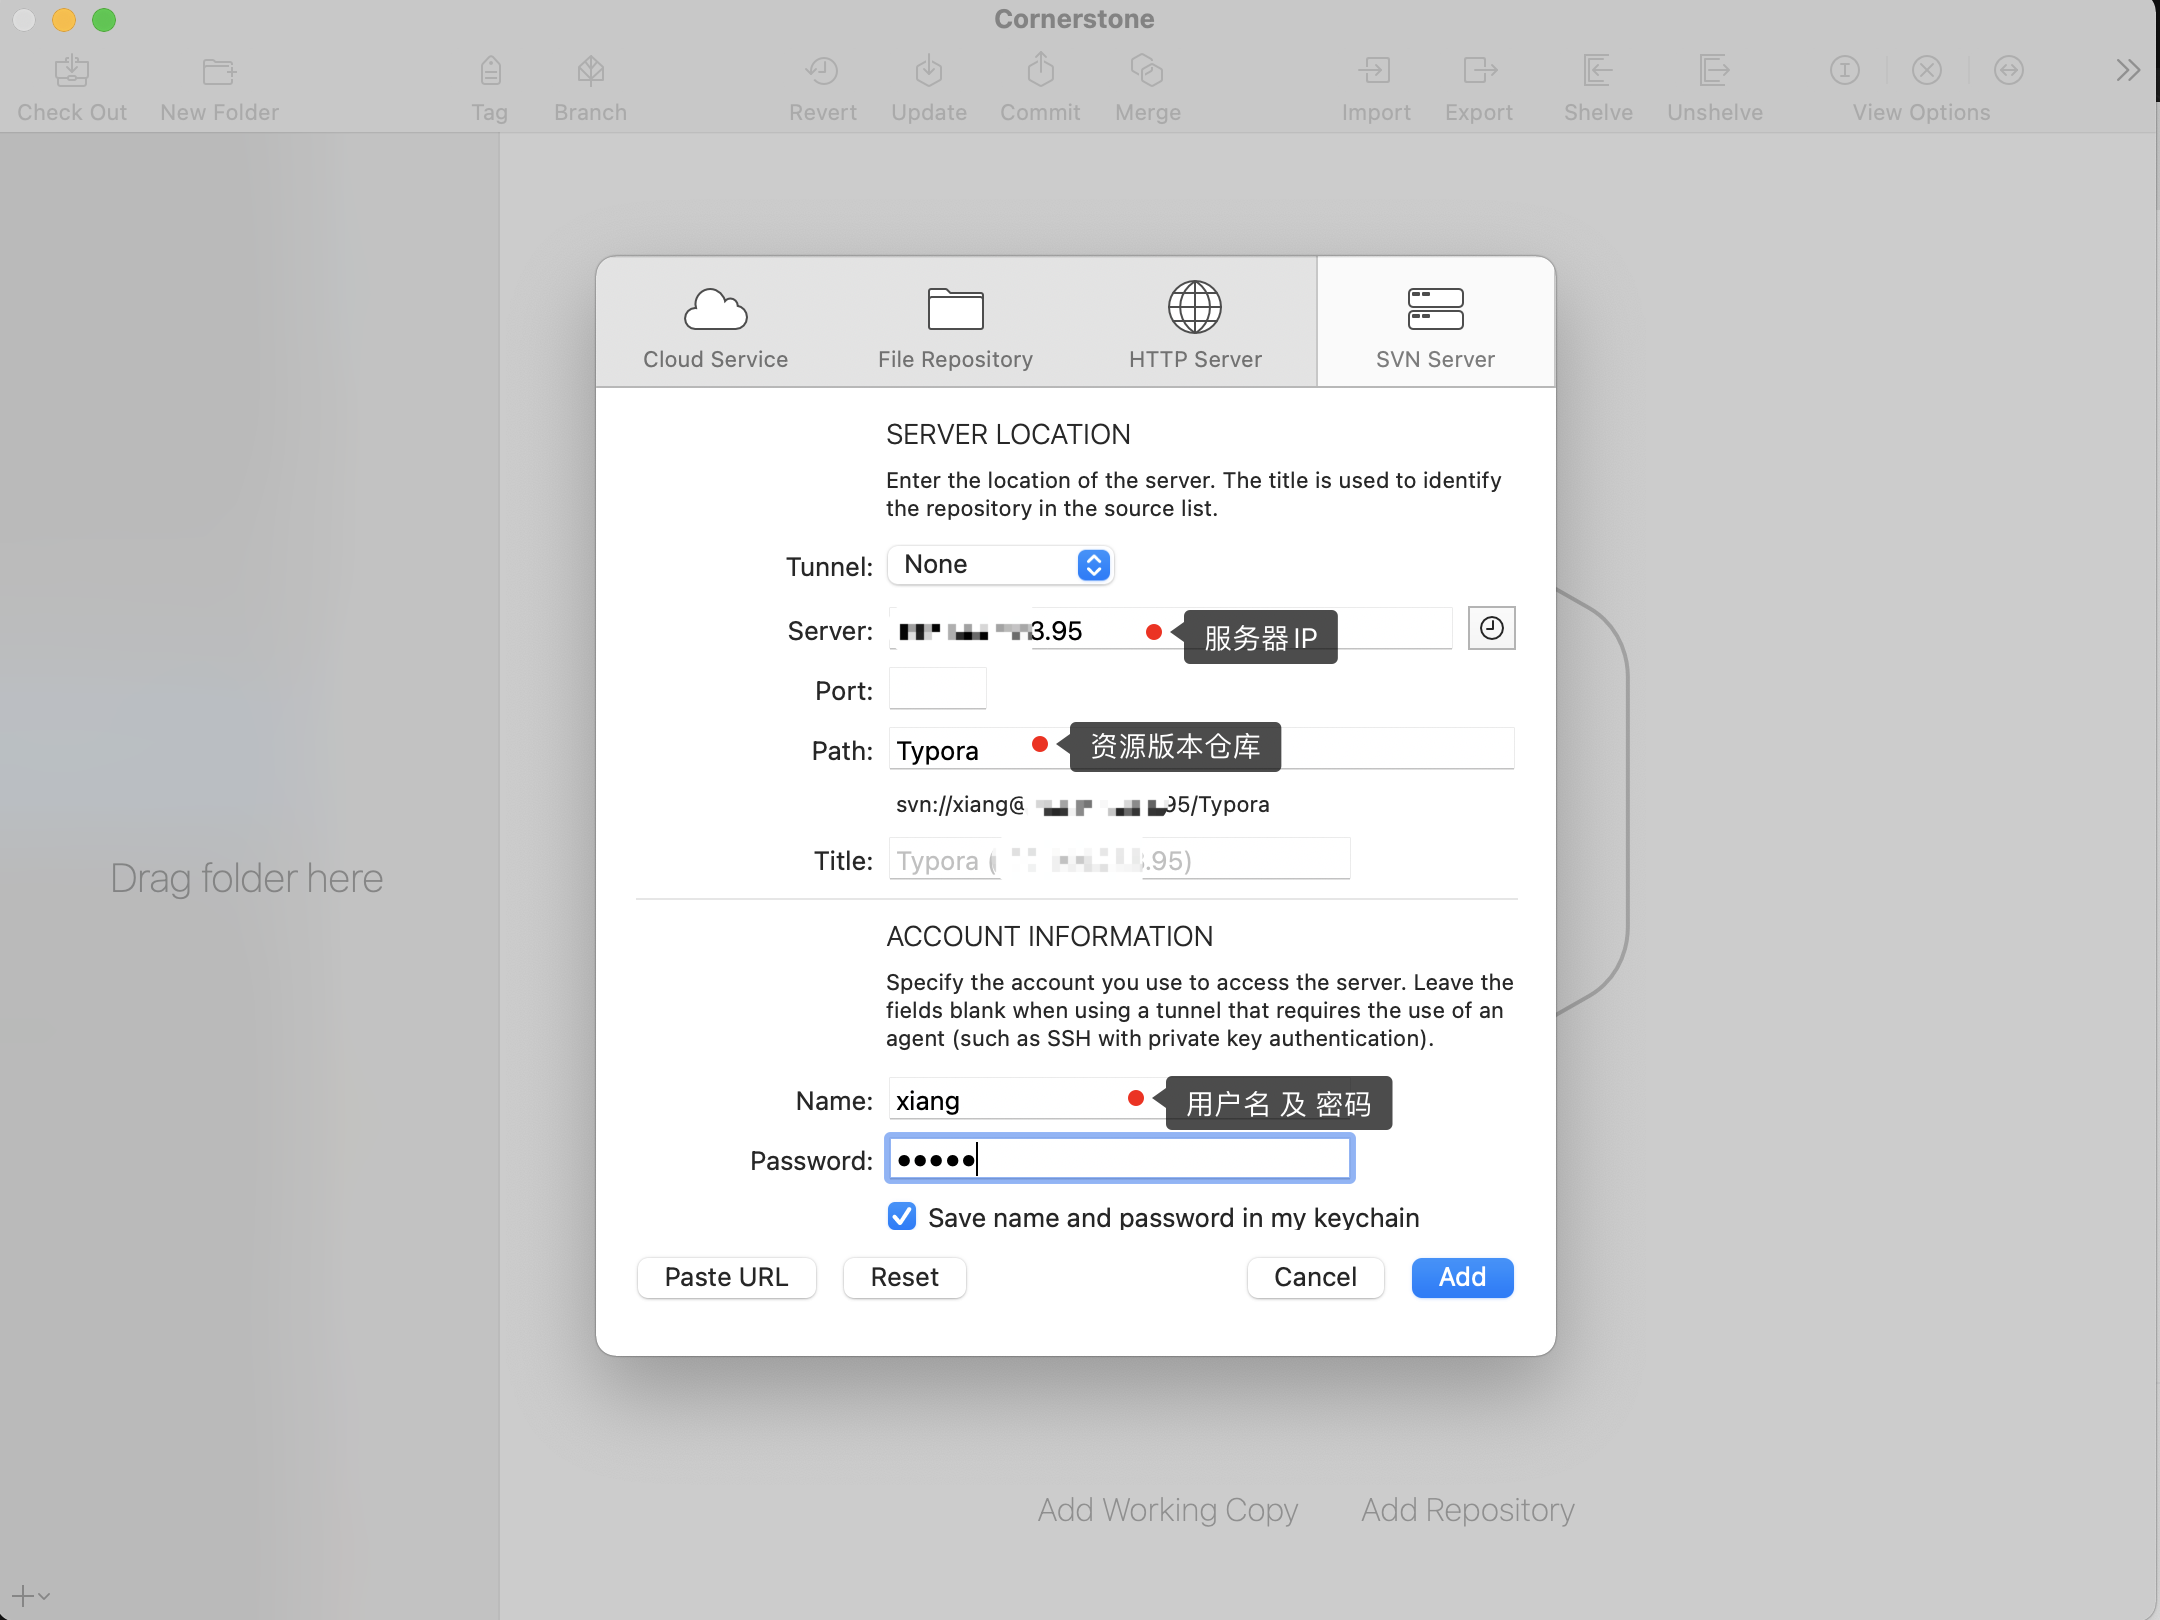 Cornerstone
Check Out
New Folder
Tag
Branch
Revert
Update
Commit
Merge
Import
Export
Shelve
Unshelve
View Options
Cloud Service
File Repository
HTTP Server
SVN Server
SERVER LOCATION
Enter the location of the server. The title is used to identify
the repository in the source list.
Tunnel: None
Server: 3.95 服务器IP
Port:
Path: Typora 资源版本仓库
svn://xiang@ 95/Typora
Title: Typora ( .95)
Drag folder here
ACCOUNT INFORMATION
Specify the account you use to access the server. Leave the
fields blank when using a tunnel that requires the use of an
agent (such as SSH with private key authentication).
Name: xiang 用户名 及 密码
Password: •••••
Save name and password in my keychain
Paste URL
Reset
Cancel
Add
Add Working Copy
Add Repository